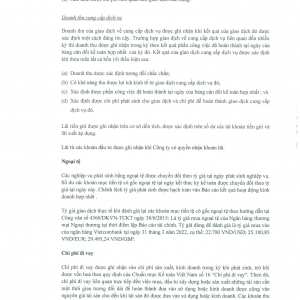 Doanh thu cung cấp dịch vụ
Doanh thu của giao dịch về cung cấp dịch vụ được ghi nhận khi kết quả của giao dịch đó được
xác định một cách đáng tin cậy. Trường hợp giao dịch về cung cấp dịch vụ liên quan đến nhiều
kỳ thì doanh thu được ghi nhận trong kỳ theo kết quả phần công việc đã hoàn thành tại ngày của
bảng cân đối kế toán hợp nhất của kỳ đó. Kết quả của giao dịch cung cấp dịch vụ được xác định
khi thỏa mãn tất cả bốn (4) điều kiện sau:
(a) Doanh thu được xác định tương đối chắc chắn;
(b) Có khả năng thu được lợi ích kinh tế từ giao dịch cung cấp dịch vụ đó;
(c) Xác định được phần công việc đã hoàn thành tại ngày của bảng cân đối kế toán hợp nhất; và
(d) Xác định được chi phí phát sinh cho giao dịch và chi phí để hoàn thành giao dịch cung cấp
dịch vụ đó.
Lãi tiền gửi được ghi nhận trên cơ sở dồn tích, được xác định trên số dư các tài khoản tiền gửi và
lãi suất áp dụng.
Lãi từ các khoản đầu tư được ghi nhận khi Công ty có quyền nhận khoản lãi.
Ngoại tệ
Các nghiệp vụ phát sinh bằng ngoại tệ được chuyển đổi theo tỷ giá tại ngày phát sinh nghiệp vụ.
Số dư các khoản mục tiền tệ có gốc ngoại tệ tại ngày kết thúc kỳ kế toán được chuyển đổi theo tỷ
giá tại ngày này. Chênh lệch tỷ giá phát sinh được hạch toán vào Báo cáo kết quả hoạt động kinh
doanh hợp nhất.
Tỷ giá giao dịch thực tế khi đánh giá lại các khoản mục tiền tệ có gốc ngoại tệ theo hướng dẫn tại
Công văn số 4360/DKVN-TCKT ngày 30/6/2015: Là tỷ giá mua ngoại tệ của Ngân hàng thương
mại Ngoại thương tại thời điểm lập Báo cáo tài chính. Tỷ giá dùng để đánh giá là tỷ giá mua vào
của ngân hàng Vietcombank tại ngày 31 tháng 3 năm 2022, cụ thể: 22.700 VND/USD;
VND/EUR; VND/GBP.
Chi phí đi vay
Chi phí đi vay được ghi nhận vào chi phí sản xuất, kinh doanh trong kỳ khi phát sinh, trừ khi
được vốn hoá theo quy định của Chuẩn mực Kế toán Việt Nam số 16 "Chi phí đi vay". Theo đó,
chi phí đi vay liên quan trực tiếp đến việc mua, đầu tư xây dựng hoặc sản xuất những tài sản cần
một thời gian tương đối dài để hoàn thành đưa vào sử dụng hoặc kinh doanh được cộng vào
nguyên giá tài sản cho đến khi tài sản đó được đưa vào sử dụng hoặc kinh doanh. Các khoản thu